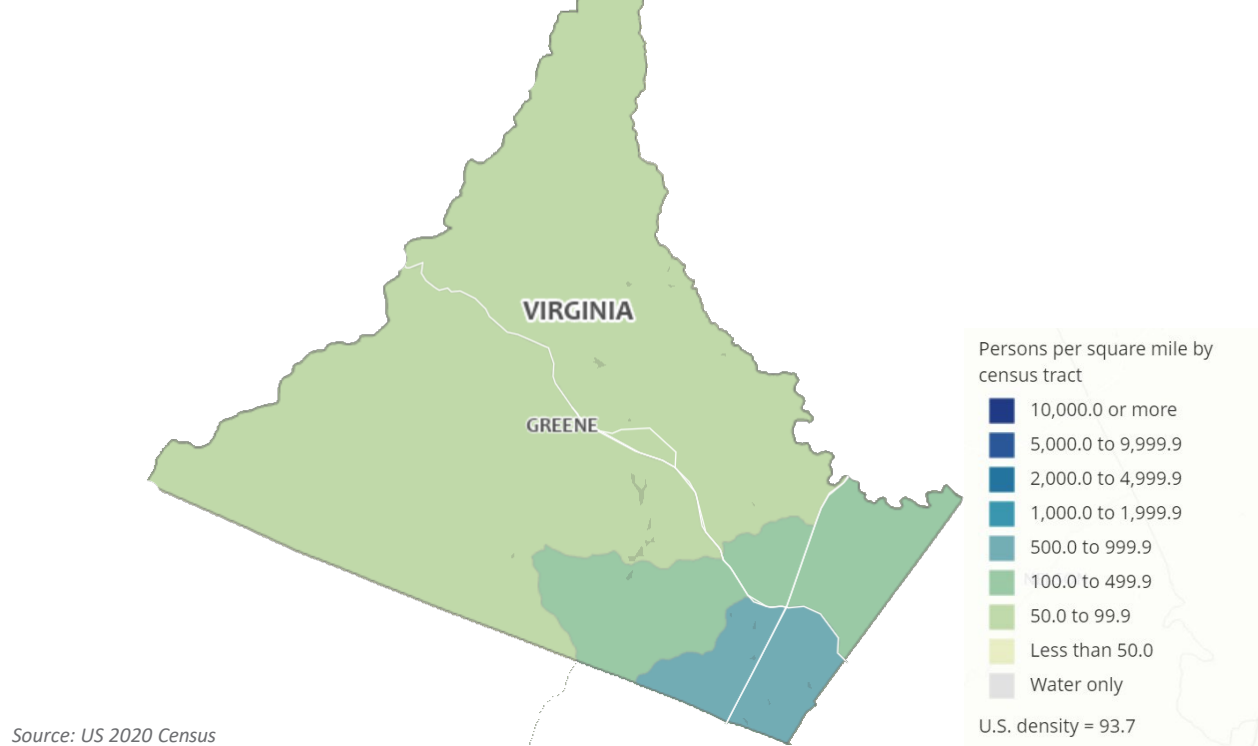 VIRGINIA
GREENE
Persons per square mile by
census tract
10,000.0 or more
5,000.0 to 9,999.9
2,000.0 to 4,999.9
1,000.0 to 1,999.9
500.0 to 999.9
100.0 to 499.9
50.0 to 99.9
Less than 50.0
Water only
U.S. density = 93.7
Source: US 2020 Census